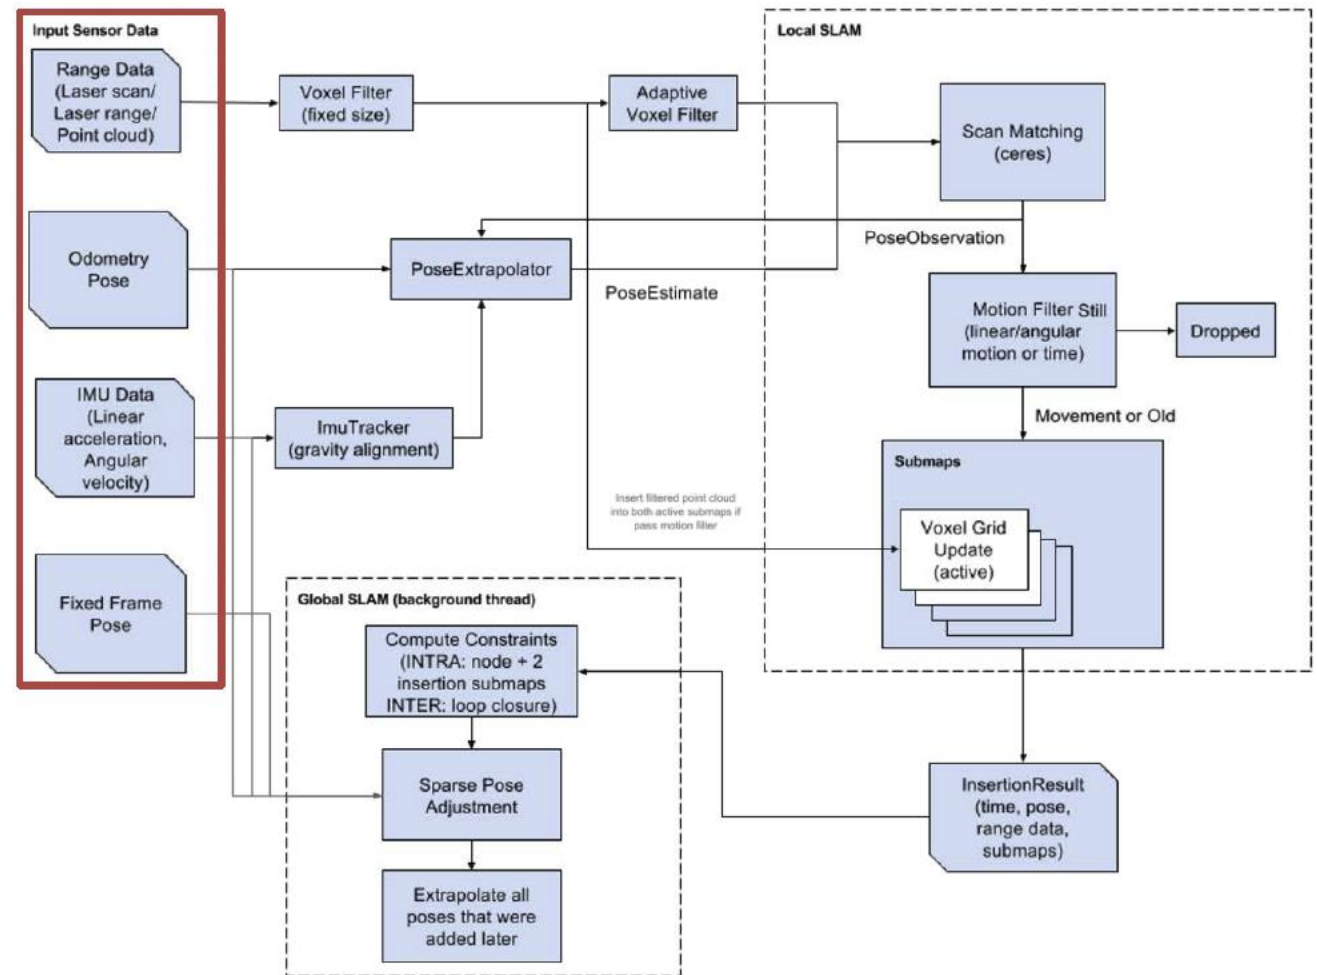 Input Sensor Data
Range Data
(Laser scan/
Laser range/
Point cloud)
Voxel Filter
(fixed size)
Adaptive
Voxel Filter
Local SLAM
Scan Matching
(ceres)
Odometry
Pose
PoseExtrapolator
PoseEstimate
PoseObservation
Motion Filter Still
(linear/angular
motion or time)
Dropped
IMU Data
(Linear
acceleration,
Angular
velocity)
ImuTracker
(gravity alignment)
Movement or Old
Submaps
Insert filtered point cloud
into both active submaps if
pass motion filter
Voxel Grid
Update
(active)
Fixed Frame
Pose
Global SLAM (background thread)
Compute Constraints
(INTRA: node + 2
insertion submaps
INTER: loop closure)
Sparse Pose
Adjustment
Extrapolate all
poses that were
added later
InsertionResult
(time, pose,
range data,
submaps)